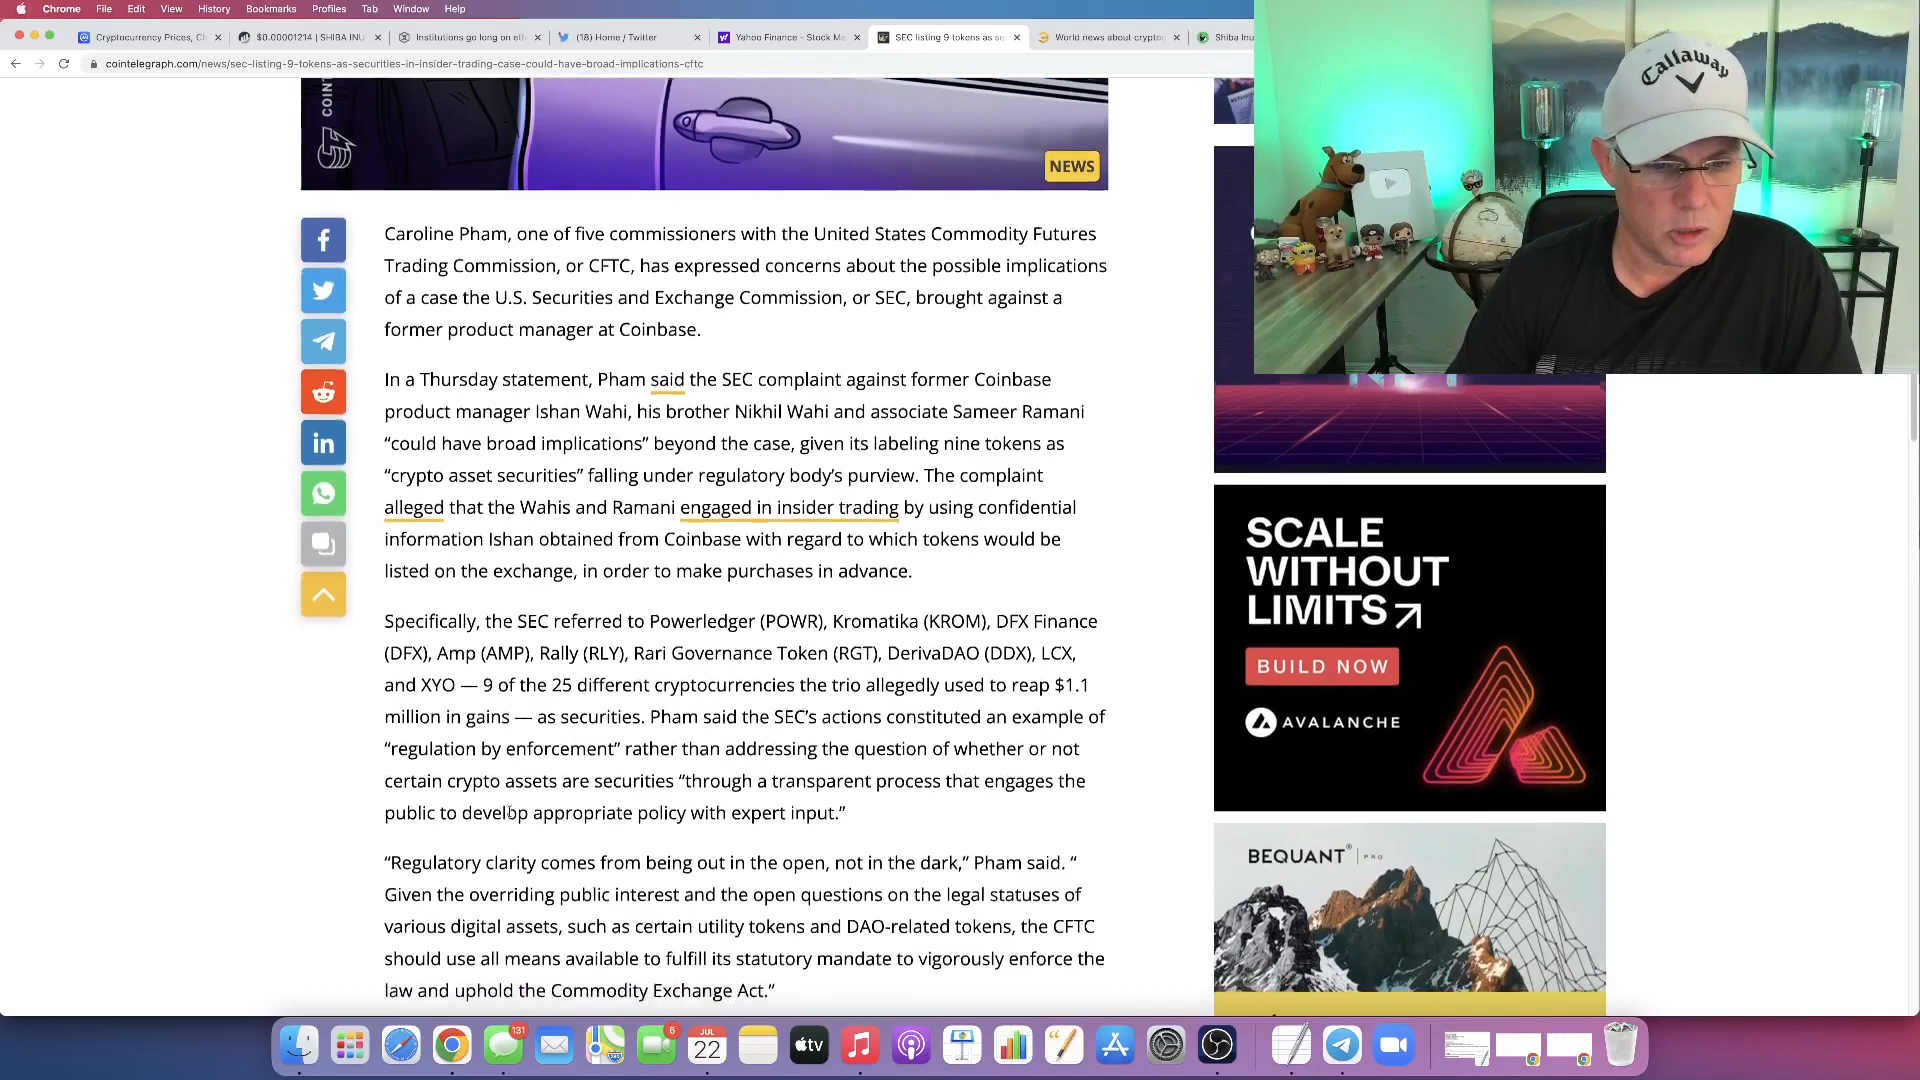 Chrome File Edit View History Bookmarks Profiles Tab Window Help
Cryptocurrency Prices, Ch
$0.00001214 | SHIBA INU
Institutions go long on eth
(18) Home / Twitter
Yahoo Finance - Stock Ma
SEC listing 9 tokens as se
World news about cryptoc
Shiba Inu
cointelegraph.com/news/sec-listing-9-tokens-as-securities-in-insider-trading-case-could-have-broad-implications-cftc
COINT
NEWS
Callaway
Caroline Pham, one of five commissioners with the United States Commodity Futures
Trading Commission, or CFTC, has expressed concerns about the possible implications
of a case the U.S. Securities and Exchange Commission, or SEC, brought against a
former product manager at Coinbase.
In a Thursday statement, Pham said the SEC complaint against former Coinbase
product manager Ishan Wahi, his brother Nikhil Wahi and associate Sameer Ramani
“could have broad implications” beyond the case, given its labeling nine tokens as
“crypto asset securities” falling under regulatory body’s purview. The complaint
alleged that the Wahis and Ramani engaged in insider trading by using confidential
information Ishan obtained from Coinbase with regard to which tokens would be
listed on the exchange, in order to make purchases in advance.
Specifically, the SEC referred to Powerledger (POWR), Kromatika (KROM), DFX Finance
(DFX), Amp (AMP), Rally (RLY), Rari Governance Token (RGT), DerivaDAO (DDX), LCX,
and XYO — 9 of the 25 different cryptocurrencies the trio allegedly used to reap $1.1
million in gains — as securities. Pham said the SEC’s actions constituted an example of
“regulation by enforcement” rather than addressing the question of whether or not
certain crypto assets are securities “through a transparent process that engages the
public to develop appropriate policy with expert input.”
“Regulatory clarity comes from being out in the open, not in the dark,” Pham said. “
Given the overriding public interest and the open questions on the legal statuses of
various digital assets, such as certain utility tokens and DAO-related tokens, the CFTC
should use all means available to fulfill its statutory mandate to vigorously enforce the
law and uphold the Commodity Exchange Act.”
SCALE
WITHOUT
LIMITS
BUILD NOW
AVALANCHE
BEQUANT PRO
131
6
JUL
22
tv